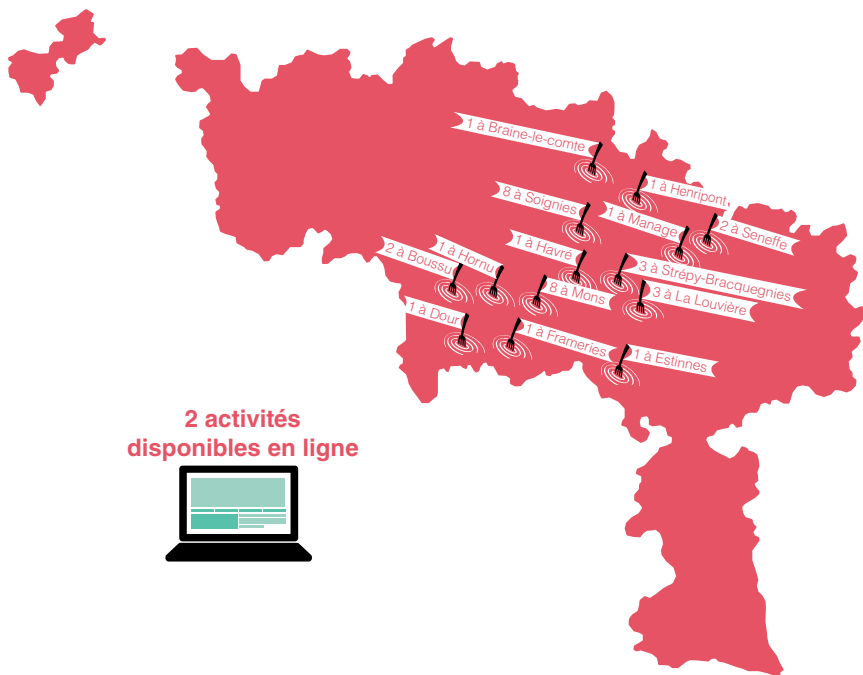 1 à Braine-le-comte
1 à Henripont
8 à Soignies
1 à Manage
2 à Seneffe
1 à Havré
1 à Hornu
2 à Boussu
3 à Strépy-Bracquegnies
8 à Mons
3 à La Louvière
1 à Dour
1 à Frameries
1 à Estinnes
2 activités
disponibles en ligne